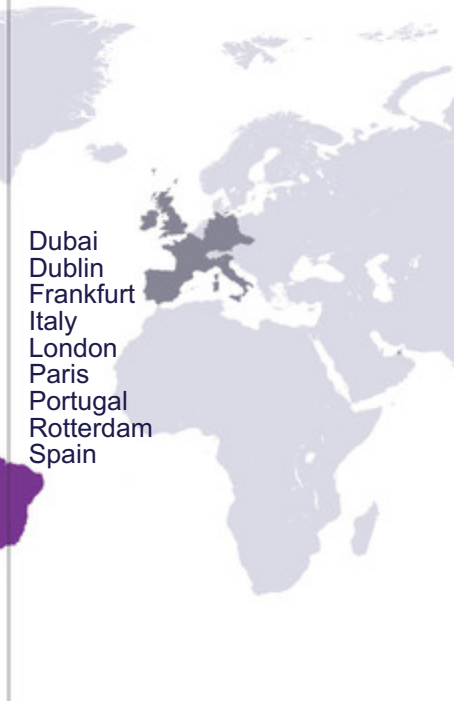 Dubai
Dublin
Frankfurt
Italy
London
Paris
Portugal
Rotterdam
Spain